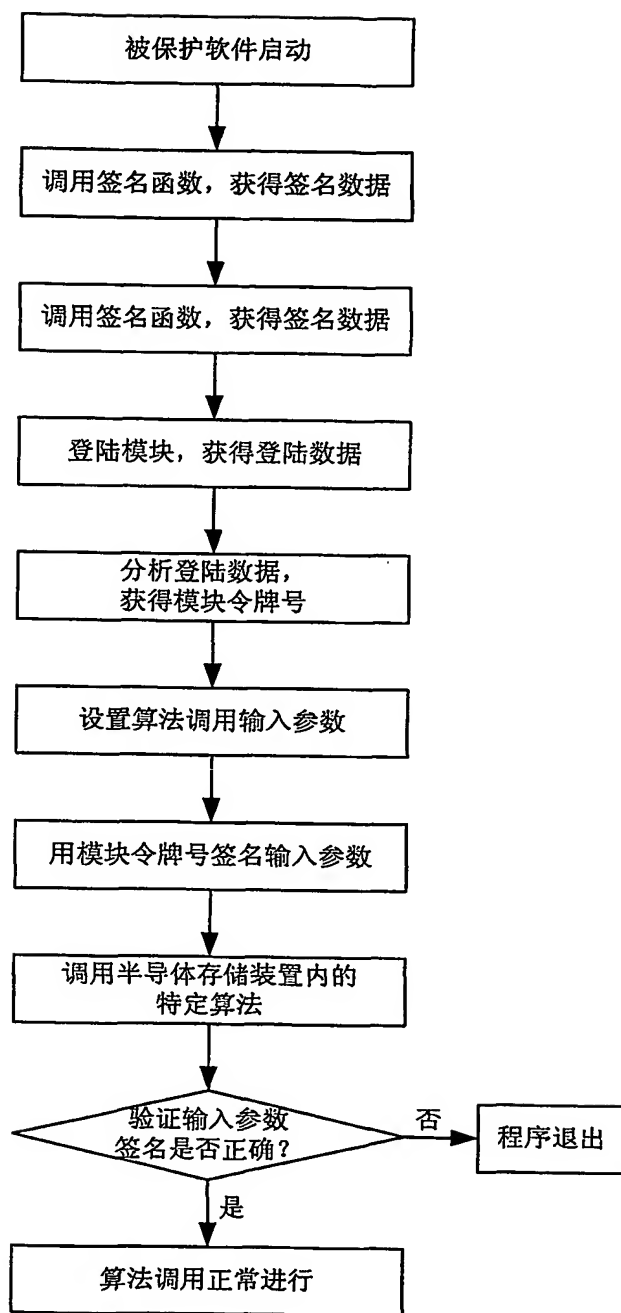 被保护软件启动
调用签名函数，获得签名数据
调用签名函数，获得签名数据
登陆模块，获得登陆数据
分析登陆数据，
获得模块令牌号
设置算法调用输入参数
用模块令牌号签名输入参数
调用半导体存储装置内的
特定算法
验证输入参数
签名是否正确？
否
程序退出
是
算法调用正常进行